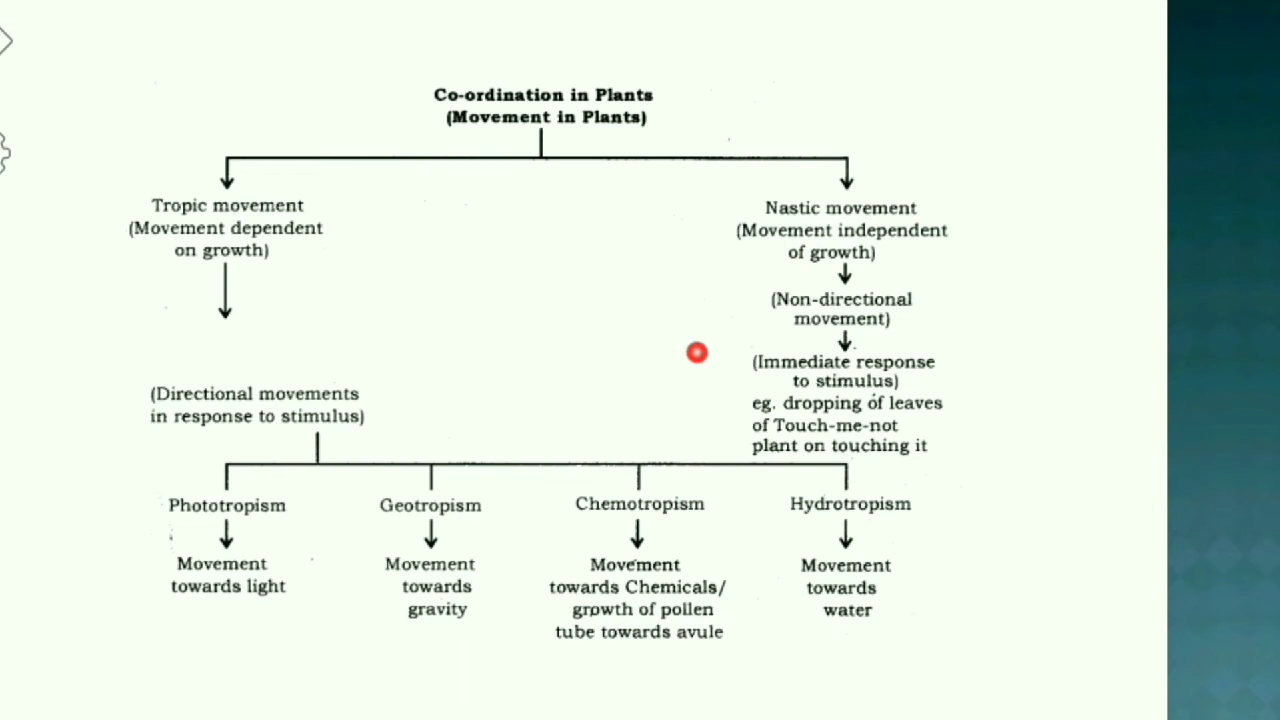 Co-ordination in Plants
(Movement in Plants)
Tropic movement
(Movement dependent
on growth)
Nastic movement
(Movement independent
of growth)
(Non-directional
movement)
(Immediate response
to stimulus)
eg. dropping of leaves
of Touch-me-not
plant on touching it
(Directional movements
in response to stimulus)
Phototropism
Geotropism
Chemotropism
Hydrotropism
Movement
towards light
Movement
towards
gravity
Movement
towards Chemicals/
growth of pollen
tube towards avule
Movement
towards
water